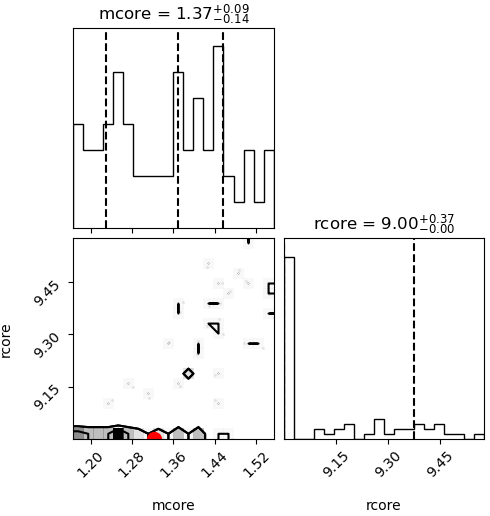 mcore = 1.37+0.09−0.14
rcore = 9.00+0.37−0.00
rcore
9.45
9.30
9.15
1.20 1.28 1.36 1.44 1.52
mcore
9.15 9.30 9.45
rcore